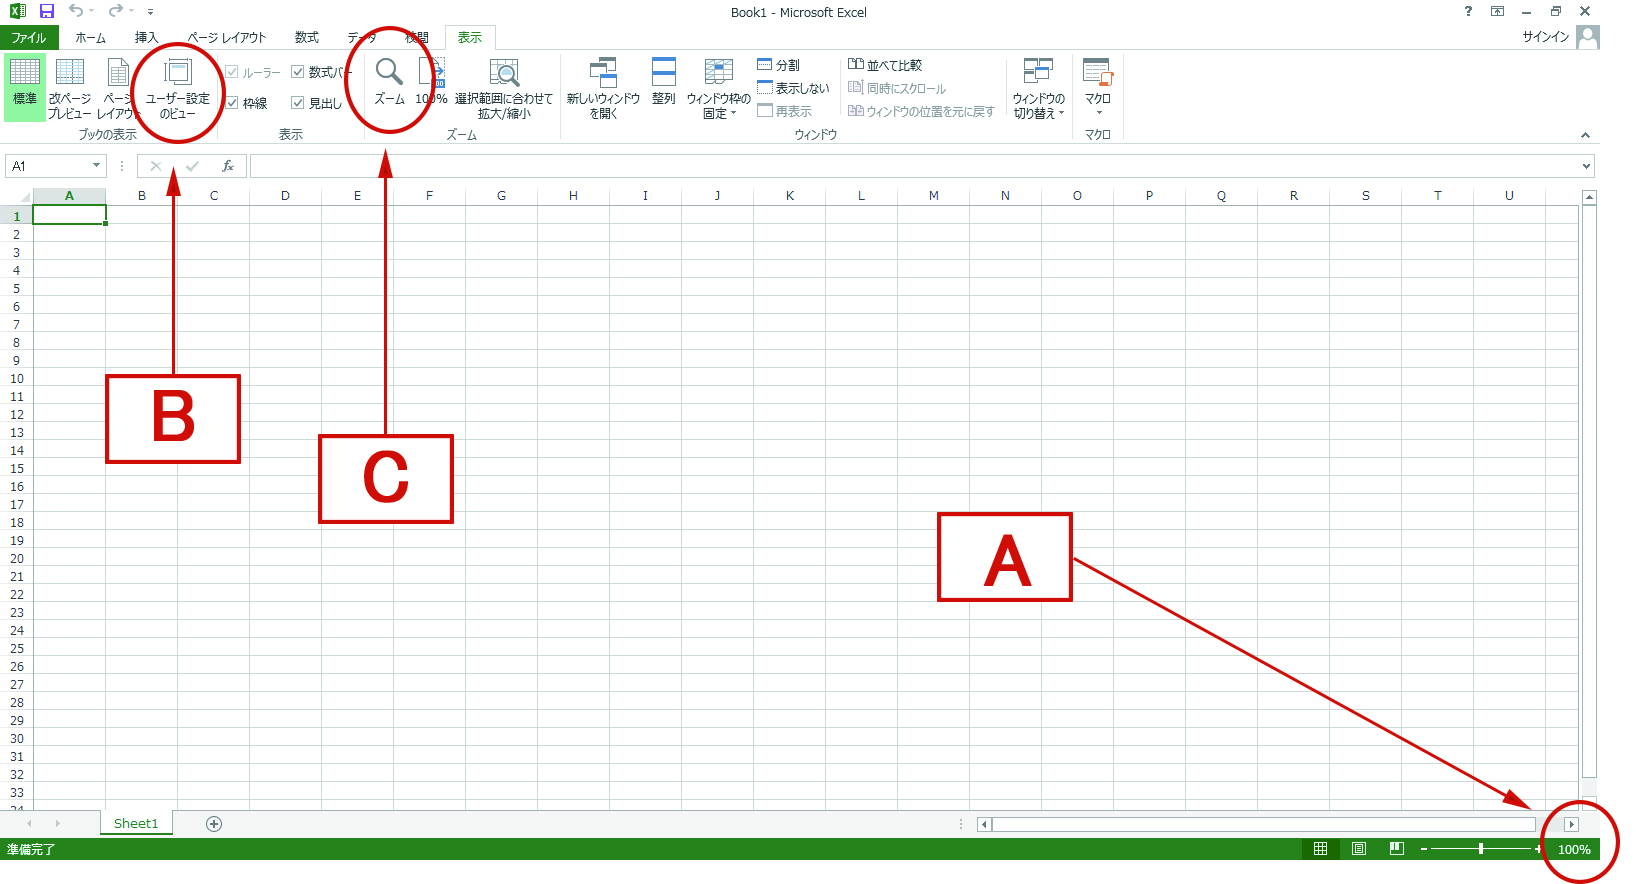 Book1 - Microsoft Excel
?
ファイル ホーム 挿入 ページ レイアウト 数式 データ 校閲 表示 サインイン
標準
改ページ
プレビュー
ページ
レイアウト
ユーザー設定
のビュー
ブックの表示
ルーラー
数式バー
枠線
見出し
表示
ズーム
100%
選択範囲に合わせて
拡大/縮小
ズーム
新しいウィンドウ
を開く
整列
ウィンドウ枠の
固定
分割
表示しない
再表示
並べて比較
同時にスクロール
ウィンドウの位置を元に戻す
ウィンドウ
ウィンドウの
切り替え
マクロ
マクロ
A1
fx
A B C D E F G H I J K L M N O P Q R S T U
1
2
3
4
5
6
7
8
9
10
11
12
13
14
15
16
17
18
19
20
21
22
23
24
25
26
27
28
29
30
31
32
33
34
B
C
A
Sheet1
準備完了
100%